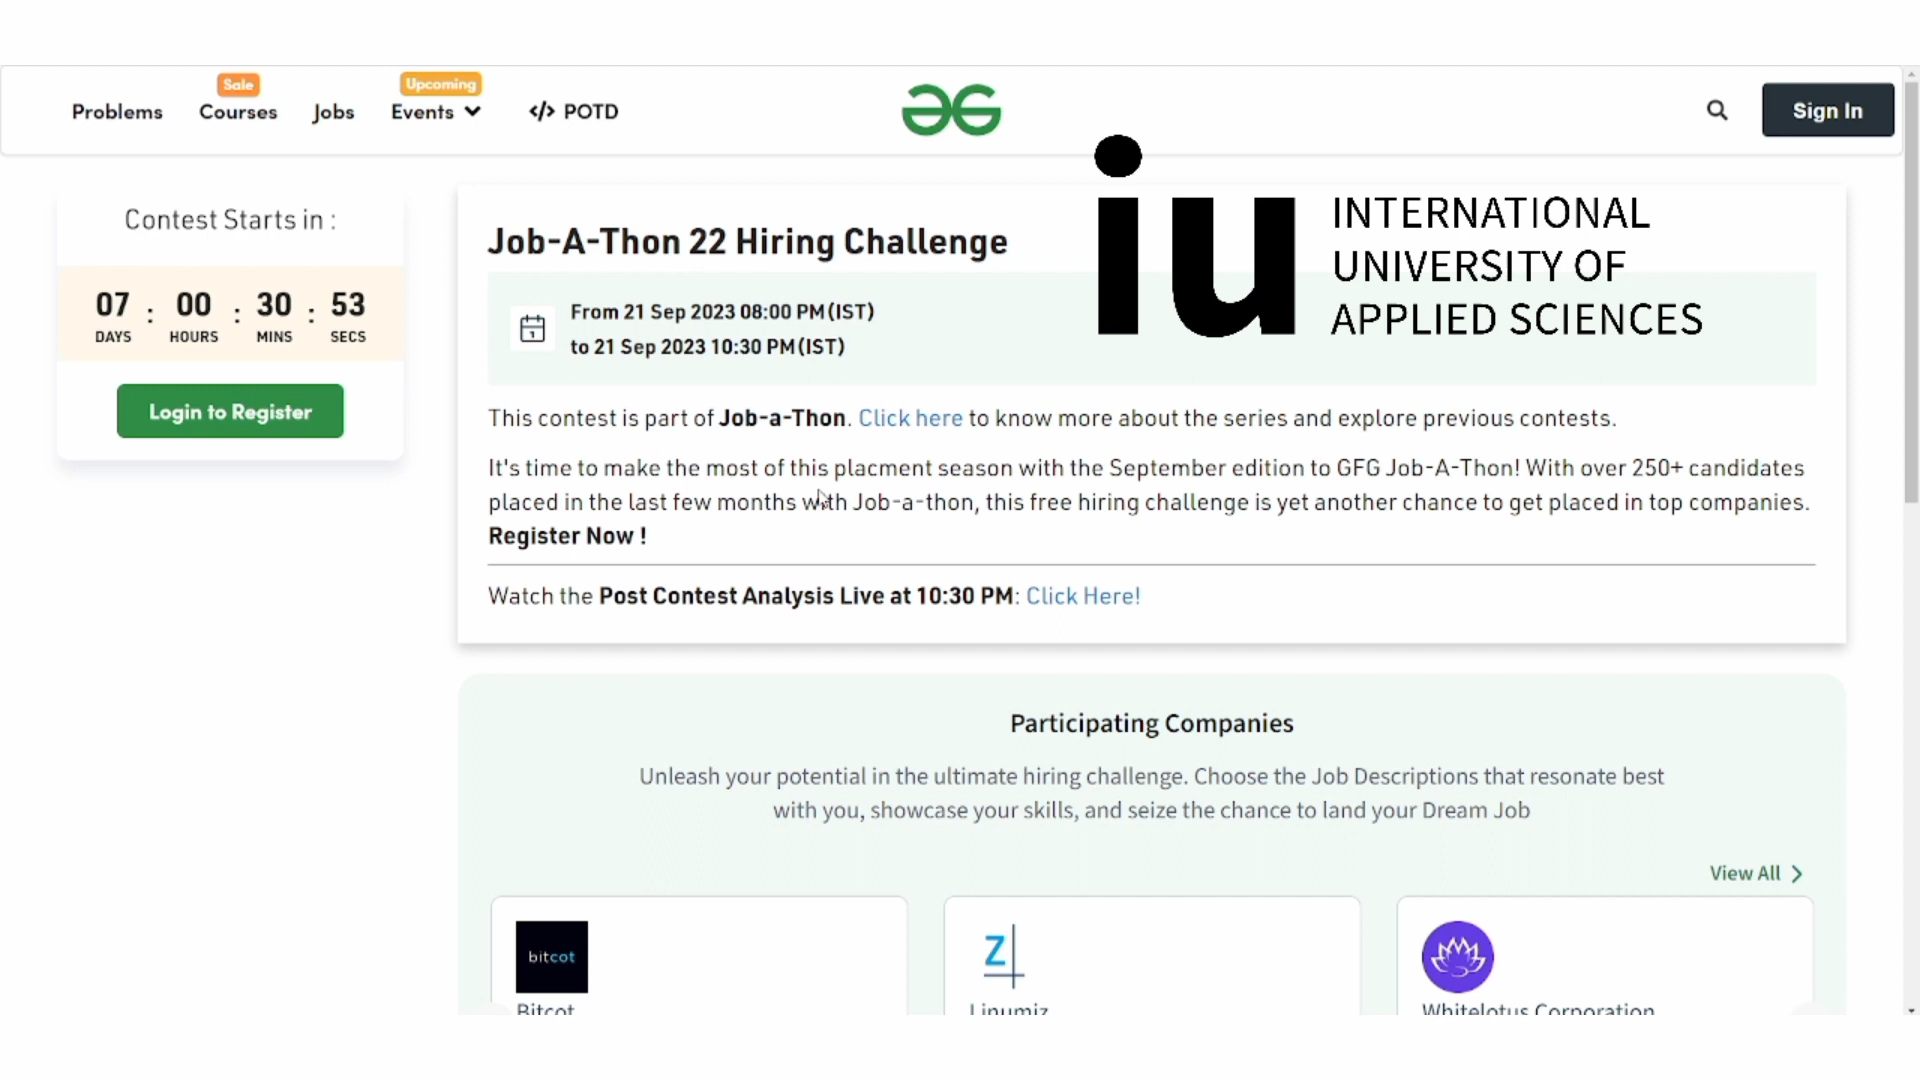 Sale
Upcoming
Problems Courses Jobs Events </> POTD
Sign In
Contest Starts in :
07 : 00 : 30 : 53
DAYS HOURS MINS SECS
Login to Register
Job-A-Thon 22 Hiring Challenge
iu INTERNATIONAL
UNIVERSITY OF
APPLIED SCIENCES
From 21 Sep 2023 08:00 PM(IST)
to 21 Sep 2023 10:30 PM(IST)
This contest is part of Job-a-Thon. Click here to know more about the series and explore previous contests.
It's time to make the most of this placment season with the September edition to GFG Job-A-Thon! With over 250+ candidates
placed in the last few months with Job-a-thon, this free hiring challenge is yet another chance to get placed in top companies.
Register Now !
Watch the Post Contest Analysis Live at 10:30 PM: Click Here!
Participating Companies
Unleash your potential in the ultimate hiring challenge. Choose the Job Descriptions that resonate best
with you, showcase your skills, and seize the chance to land your Dream Job
View All
bitcot
Z
Bitcot
Linumiz
Whitelotus Corporation